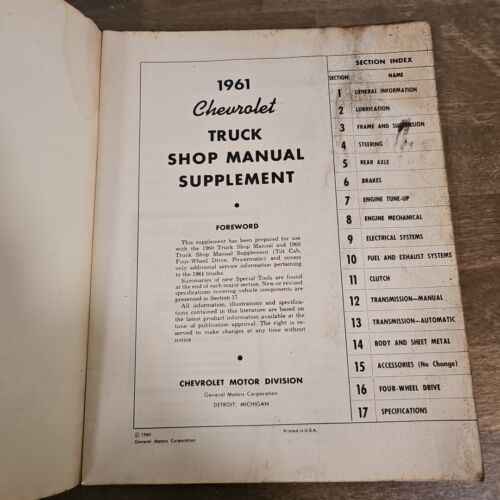 1961
Chevrolet
TRUCK
SHOP MANUAL
SUPPLEMENT
FOREWORD
This supplement has been prepared for use
with the 1960 Truck Shop Manual and 1960
Truck Shop Manual Supplement (Tilt Cab,
Four-Wheel Drive, Powermatic) and covers
only additional service information pertaining
to the 1961 trucks.
Summaries of new Special Tools are found
at the end of each major section. New or revised
specifications covering vehicle components are
presented in Section 17
All information, illustrations and specifica-
tions contained in this literature are based on
the latest product information available at the
time of publication approval. The right is re-
served to make changes at any time without
notice
CHEVROLET MOTOR DIVISION
General Motors Corporation
DETROIT, MICHIGAN
© 1960
General Motors Corporation
Printed in U.S.A.
SECTION INDEX
SECTION NAME
1 GENERAL INFORMATION
2 LUBRICATION
3 FRAME AND SUSPENSION
4 STEERING
5 REAR AXLE
6 BRAKES
7 ENGINE TUNE-UP
8 ENGINE MECHANICAL
9 ELECTRICAL SYSTEMS
10 FUEL AND EXHAUST SYSTEMS
11 CLUTCH
12 TRANSMISSION—MANUAL
13 TRANSMISSION—AUTOMATIC
14 BODY AND SHEET METAL
15 ACCESSORIES (No Change)
16 FOUR-WHEEL DRIVE
17 SPECIFICATIONS